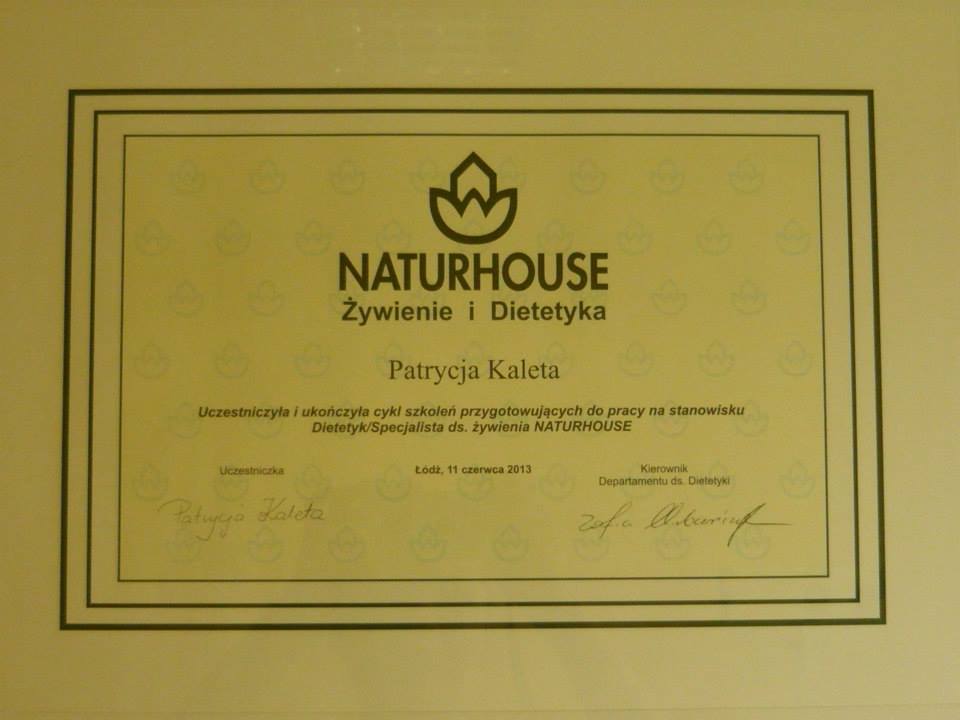 NATURHOUSE
Żywienie i Dietetyka
Patrycja Kaleta
Uczestniczyła i ukończyła cykl szkoleń przygotowujących do pracy na stanowisku
Dietetyk/Specjalista ds. żywienia NATURHOUSE
Uczestniczka
Łódź, 11 czerwca 2013
Kierownik
Departamentu ds. Dietetyki
Patrycja Kaleta